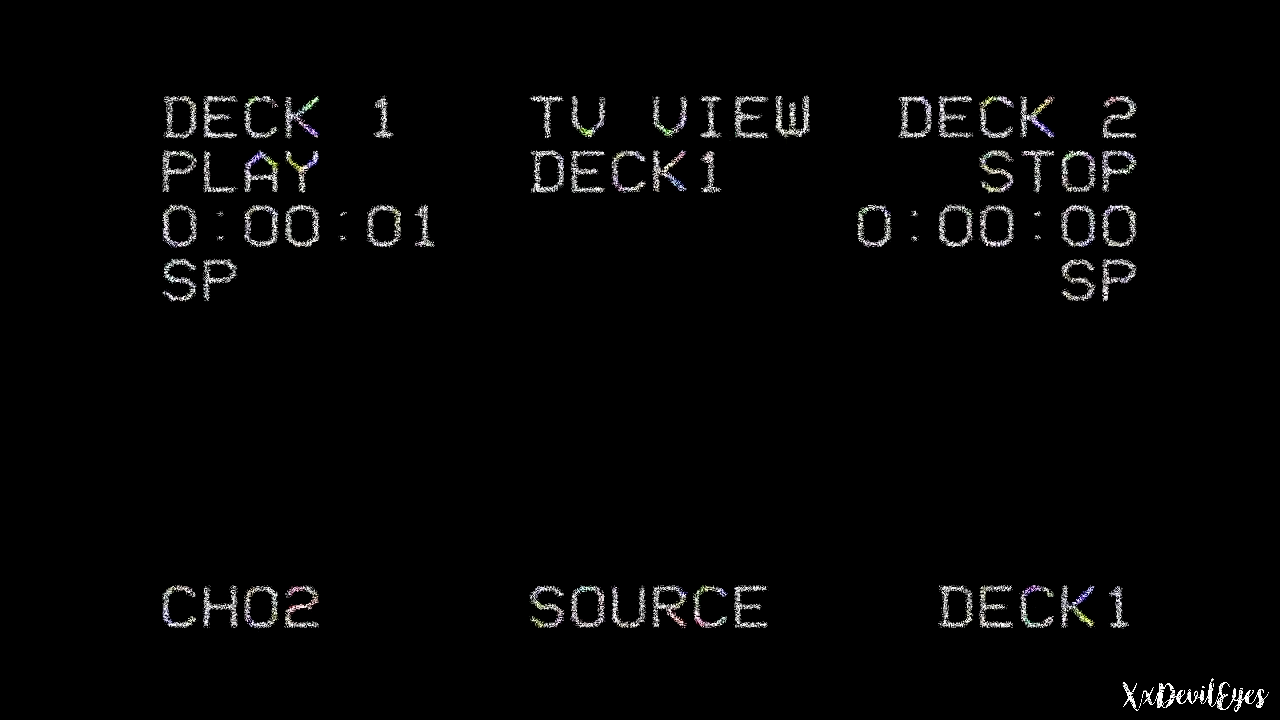 DECK 1 TV VIEW DECK 2
PLAY DECK1 STOP
0:00:01 0:00:00
SP SP
CH02 SOURCE DECK1
XxDevilEyes